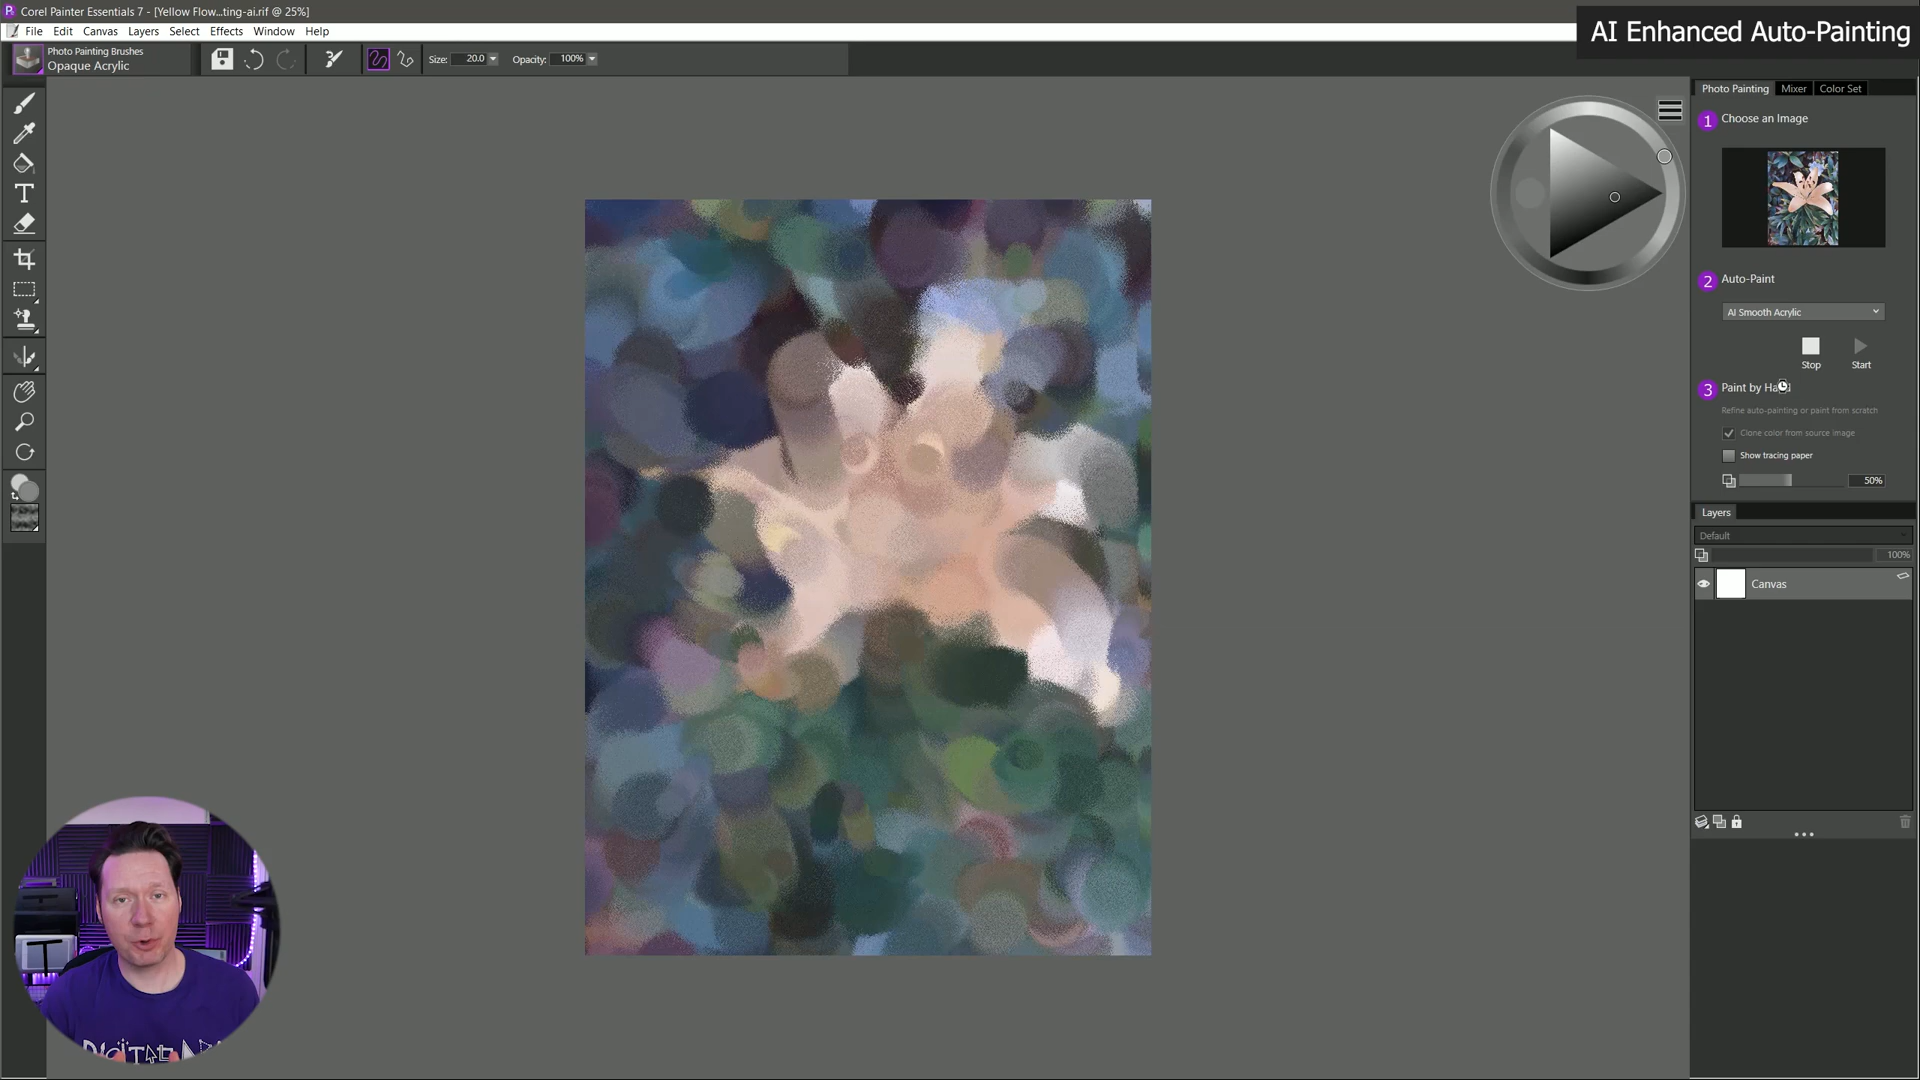 Corel Painter Essentials 7 - [Yellow Flow...ting-ai.rif @ 25%]
File Edit Canvas Layers Select Effects Window Help
AI Enhanced Auto-Painting
Photo Painting Brushes
Opaque Acrylic
Size: 20.0
Opacity: 100%
Photo Painting Mixer Color Set
1 Choose an Image
2 Auto-Paint
AI Smooth Acrylic
Stop Start
3 Paint by
Refine auto-painting or paint from scratch
Clone color from source image
Show tracing paper
50%
Layers
Default
100%
Canvas